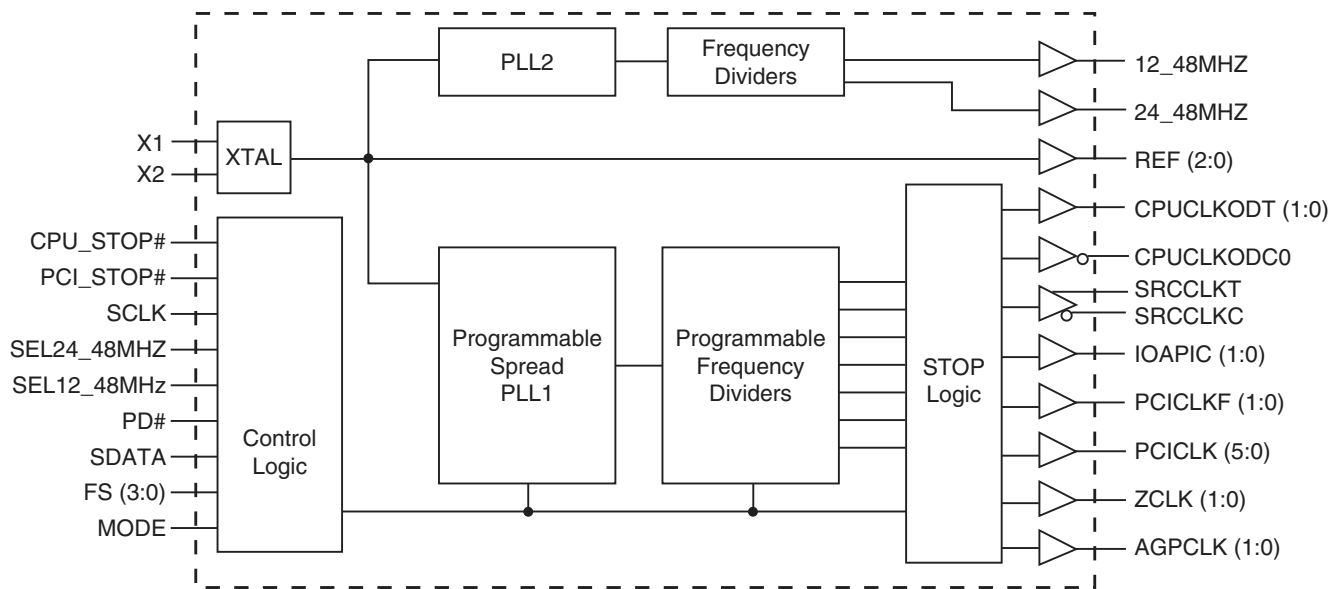 PLL2
Frequency
Dividers
12_48MHZ
24_48MHZ
X1
X2
XTAL
REF (2:0)
CPU_STOP#
PCI_STOP#
SCLK
SEL24_48MHZ
SEL12_48MHz
PD#
SDATA
FS (3:0)
MODE
Control
Logic
Programmable
Spread
PLL1
Programmable
Frequency
Dividers
STOP
Logic
CPUCLKODT (1:0)
CPUCLKODC0
SRCCLKT
SRCCLKC
IOAPIC (1:0)
PCICLKF (1:0)
PCICLK (5:0)
ZCLK (1:0)
AGPCLK (1:0)